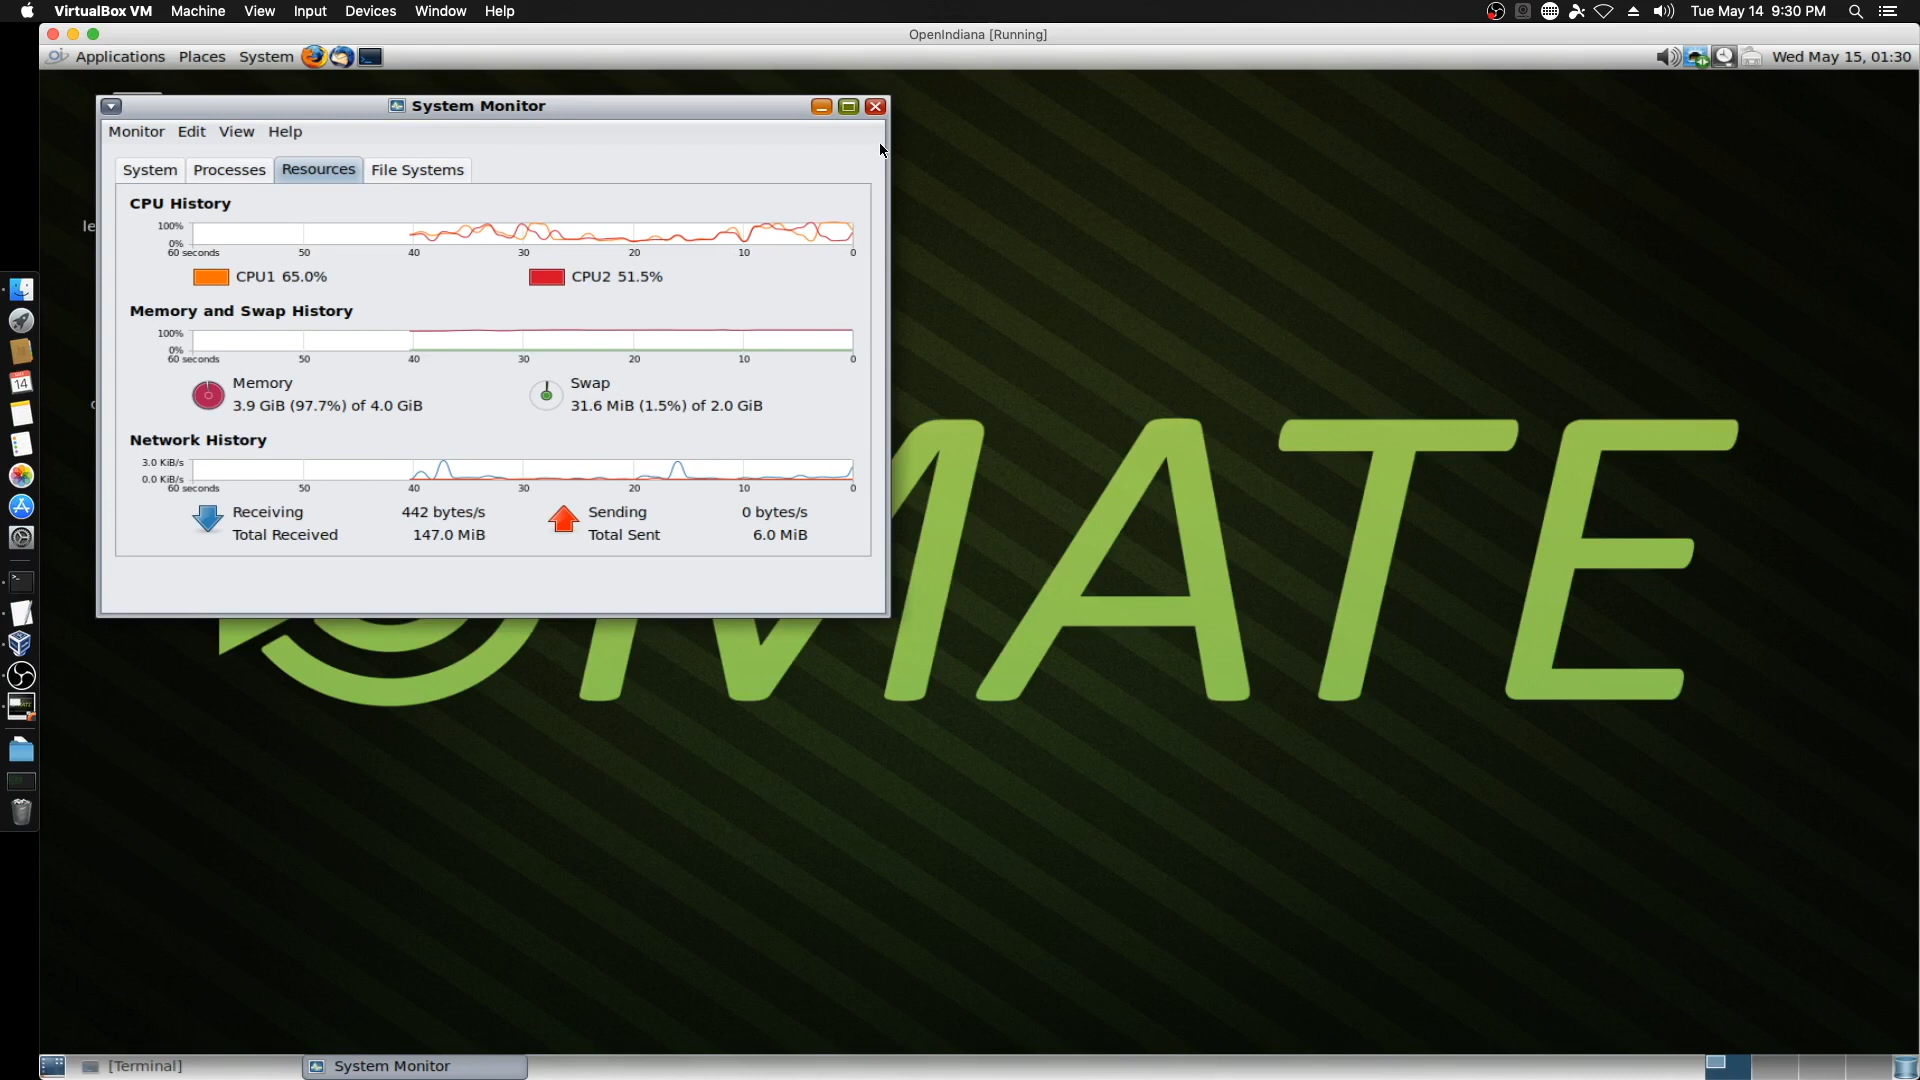 VirtualBox VM Machine View Input Devices Window Help Tue May 14 9:30 PM
OpenIndiana [Running]
Applications Places System Wed May 15, 01:30
System Monitor
Monitor Edit View Help
System Processes Resources File Systems
CPU History
100%
0%
60 seconds 50 40 30 20 10 0
CPU1 65.0% CPU2 51.5%
Memory and Swap History
100%
0%
60 seconds 50 40 30 20 10 0
Memory Swap
3.9 GiB (97.7%) of 4.0 GiB 31.6 MiB (1.5%) of 2.0 GiB
Network History
3.0 KiB/s
0.0 KiB/s
60 seconds 50 40 30 20 10 0
Receiving 442 bytes/s Sending 0 bytes/s
Total Received 147.0 MiB Total Sent 6.0 MiB
MATE
14
[Terminal] System Monitor